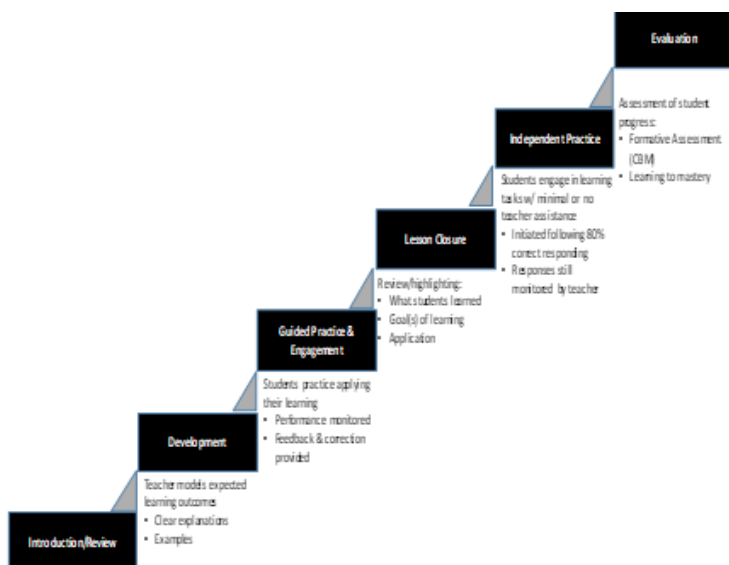 Evaluation
Assessment of student
progress:
• Formative Assessment
(CBM)
• Learning to mastery
Independent Practice
Students engage in learning
tasks w/ minimal or no
teacher assistance
• Initiated following 80%
correct responding
• Responses still
monitored by teacher
Lesson Closure
Review/highlighting:
• What students learned
• Goal(s) of learning
• Application
Guided Practice &
Engagement
Students practice applying
their learning
• Performance monitored
• Feedback & correction
provided
Development
Teacher models expected
learning outcomes
• Clear explanations
• Examples
Introduction/Review